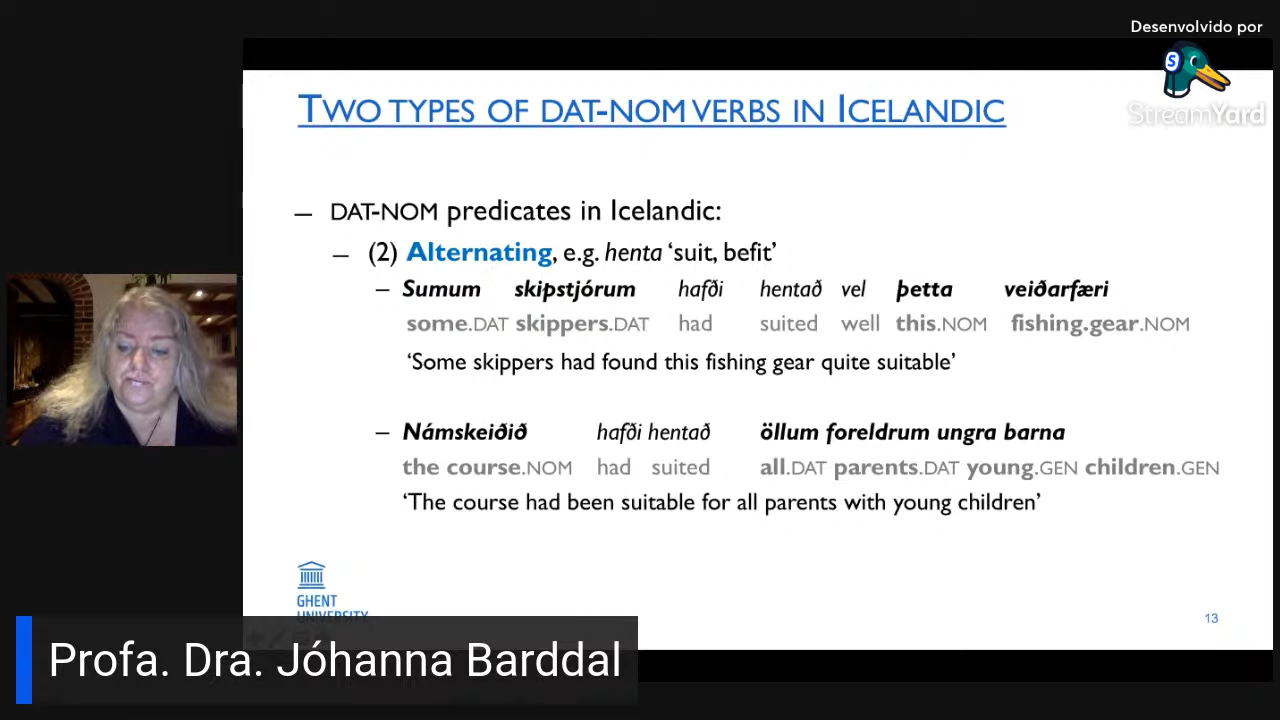 Desenvolvido por
StreamYard
TWO TYPES OF DAT-NOM VERBS IN ICELANDIC
– DAT-NOM predicates in Icelandic:
– (2) Alternating, e.g. henta ‘suit, befit’
– Sumum skipstjórum hafði hentað vel þetta veiðarfæri
some.DAT skippers.DAT had suited well this.NOM fishing.gear.NOM
‘Some skippers had found this fishing gear quite suitable’
– Námskeiðið hafði hentað öllum foreldrum ungra barna
the course.NOM had suited all.DAT parents.DAT young.GEN children.GEN
‘The course had been suitable for all parents with young children’
GHENT
UNIVERSITY
13
Profa. Dra. Jóhanna Barddal